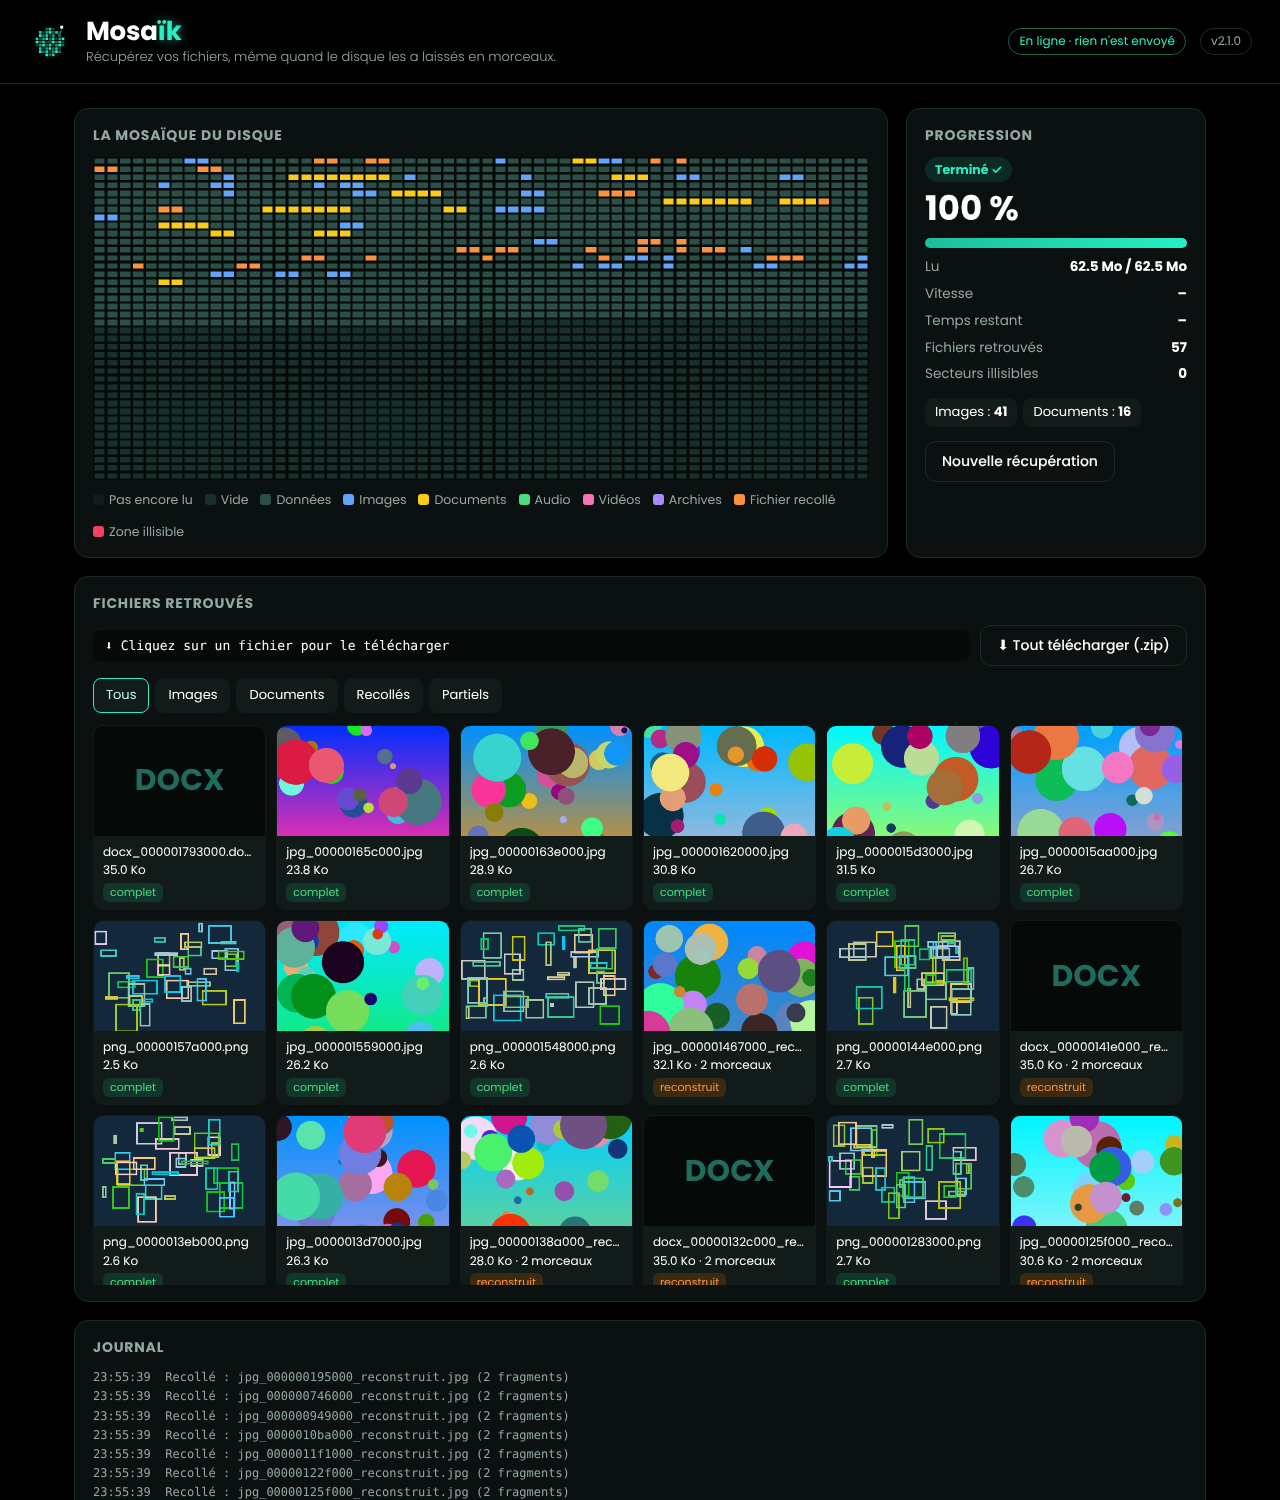 Mosaïk
Récupérez vos fichiers, même quand le disque les a laissés en morceaux.
En ligne · rien n'est envoyé
v2.1.0
LA MOSAÏQUE DU DISQUE
Pas encore lu
Vide
Données
Images
Documents
Audio
Vidéos
Archives
Fichier recollé
Zone illisible
PROGRESSION
Terminé ✓
100 %
Lu 62.5 Mo / 62.5 Mo
Vitesse –
Temps restant –
Fichiers retrouvés 57
Secteurs illisibles 0
Images : 41
Documents : 16
Nouvelle récupération
FICHIERS RETROUVÉS
⬇ Cliquez sur un fichier pour le télécharger
⬇ Tout télécharger (.zip)
Tous
Images
Documents
Recollés
Partiels
DOCX
docx_000001793000.do…
35.0 Ko
complet
jpg_00000165c000.jpg
23.8 Ko
complet
jpg_00000163e000.jpg
28.9 Ko
complet
jpg_000001620000.jpg
30.8 Ko
complet
jpg_0000015d3000.jpg
31.5 Ko
complet
jpg_0000015aa000.jpg
26.7 Ko
complet
png_00000157a000.png
2.5 Ko
complet
jpg_000001559000.jpg
26.2 Ko
complet
png_000001548000.png
2.6 Ko
complet
jpg_000001467000_rec…
32.1 Ko · 2 morceaux
reconstruit
png_00000144e000.png
2.7 Ko
complet
DOCX
docx_00000141e000_re…
35.0 Ko · 2 morceaux
reconstruit
png_0000013eb000.png
2.6 Ko
complet
jpg_0000013d7000.jpg
26.3 Ko
complet
jpg_00000138a000_rec…
28.0 Ko · 2 morceaux
reconstruit
DOCX
docx_00000132c000_re…
35.0 Ko · 2 morceaux
reconstruit
png_000001283000.png
2.7 Ko
complet
jpg_00000125f000_reco…
30.6 Ko · 2 morceaux
reconstruit
JOURNAL
23:55:39 Recollé : jpg_000000195000_reconstruit.jpg (2 fragments)
23:55:39 Recollé : jpg_000000746000_reconstruit.jpg (2 fragments)
23:55:39 Recollé : jpg_000000949000_reconstruit.jpg (2 fragments)
23:55:39 Recollé : jpg_0000010ba000_reconstruit.jpg (2 fragments)
23:55:39 Recollé : jpg_0000011f1000_reconstruit.jpg (2 fragments)
23:55:39 Recollé : jpg_00000122f000_reconstruit.jpg (2 fragments)
23:55:39 Recollé : jpg_00000125f000_reconstruit.jpg (2 fragments)